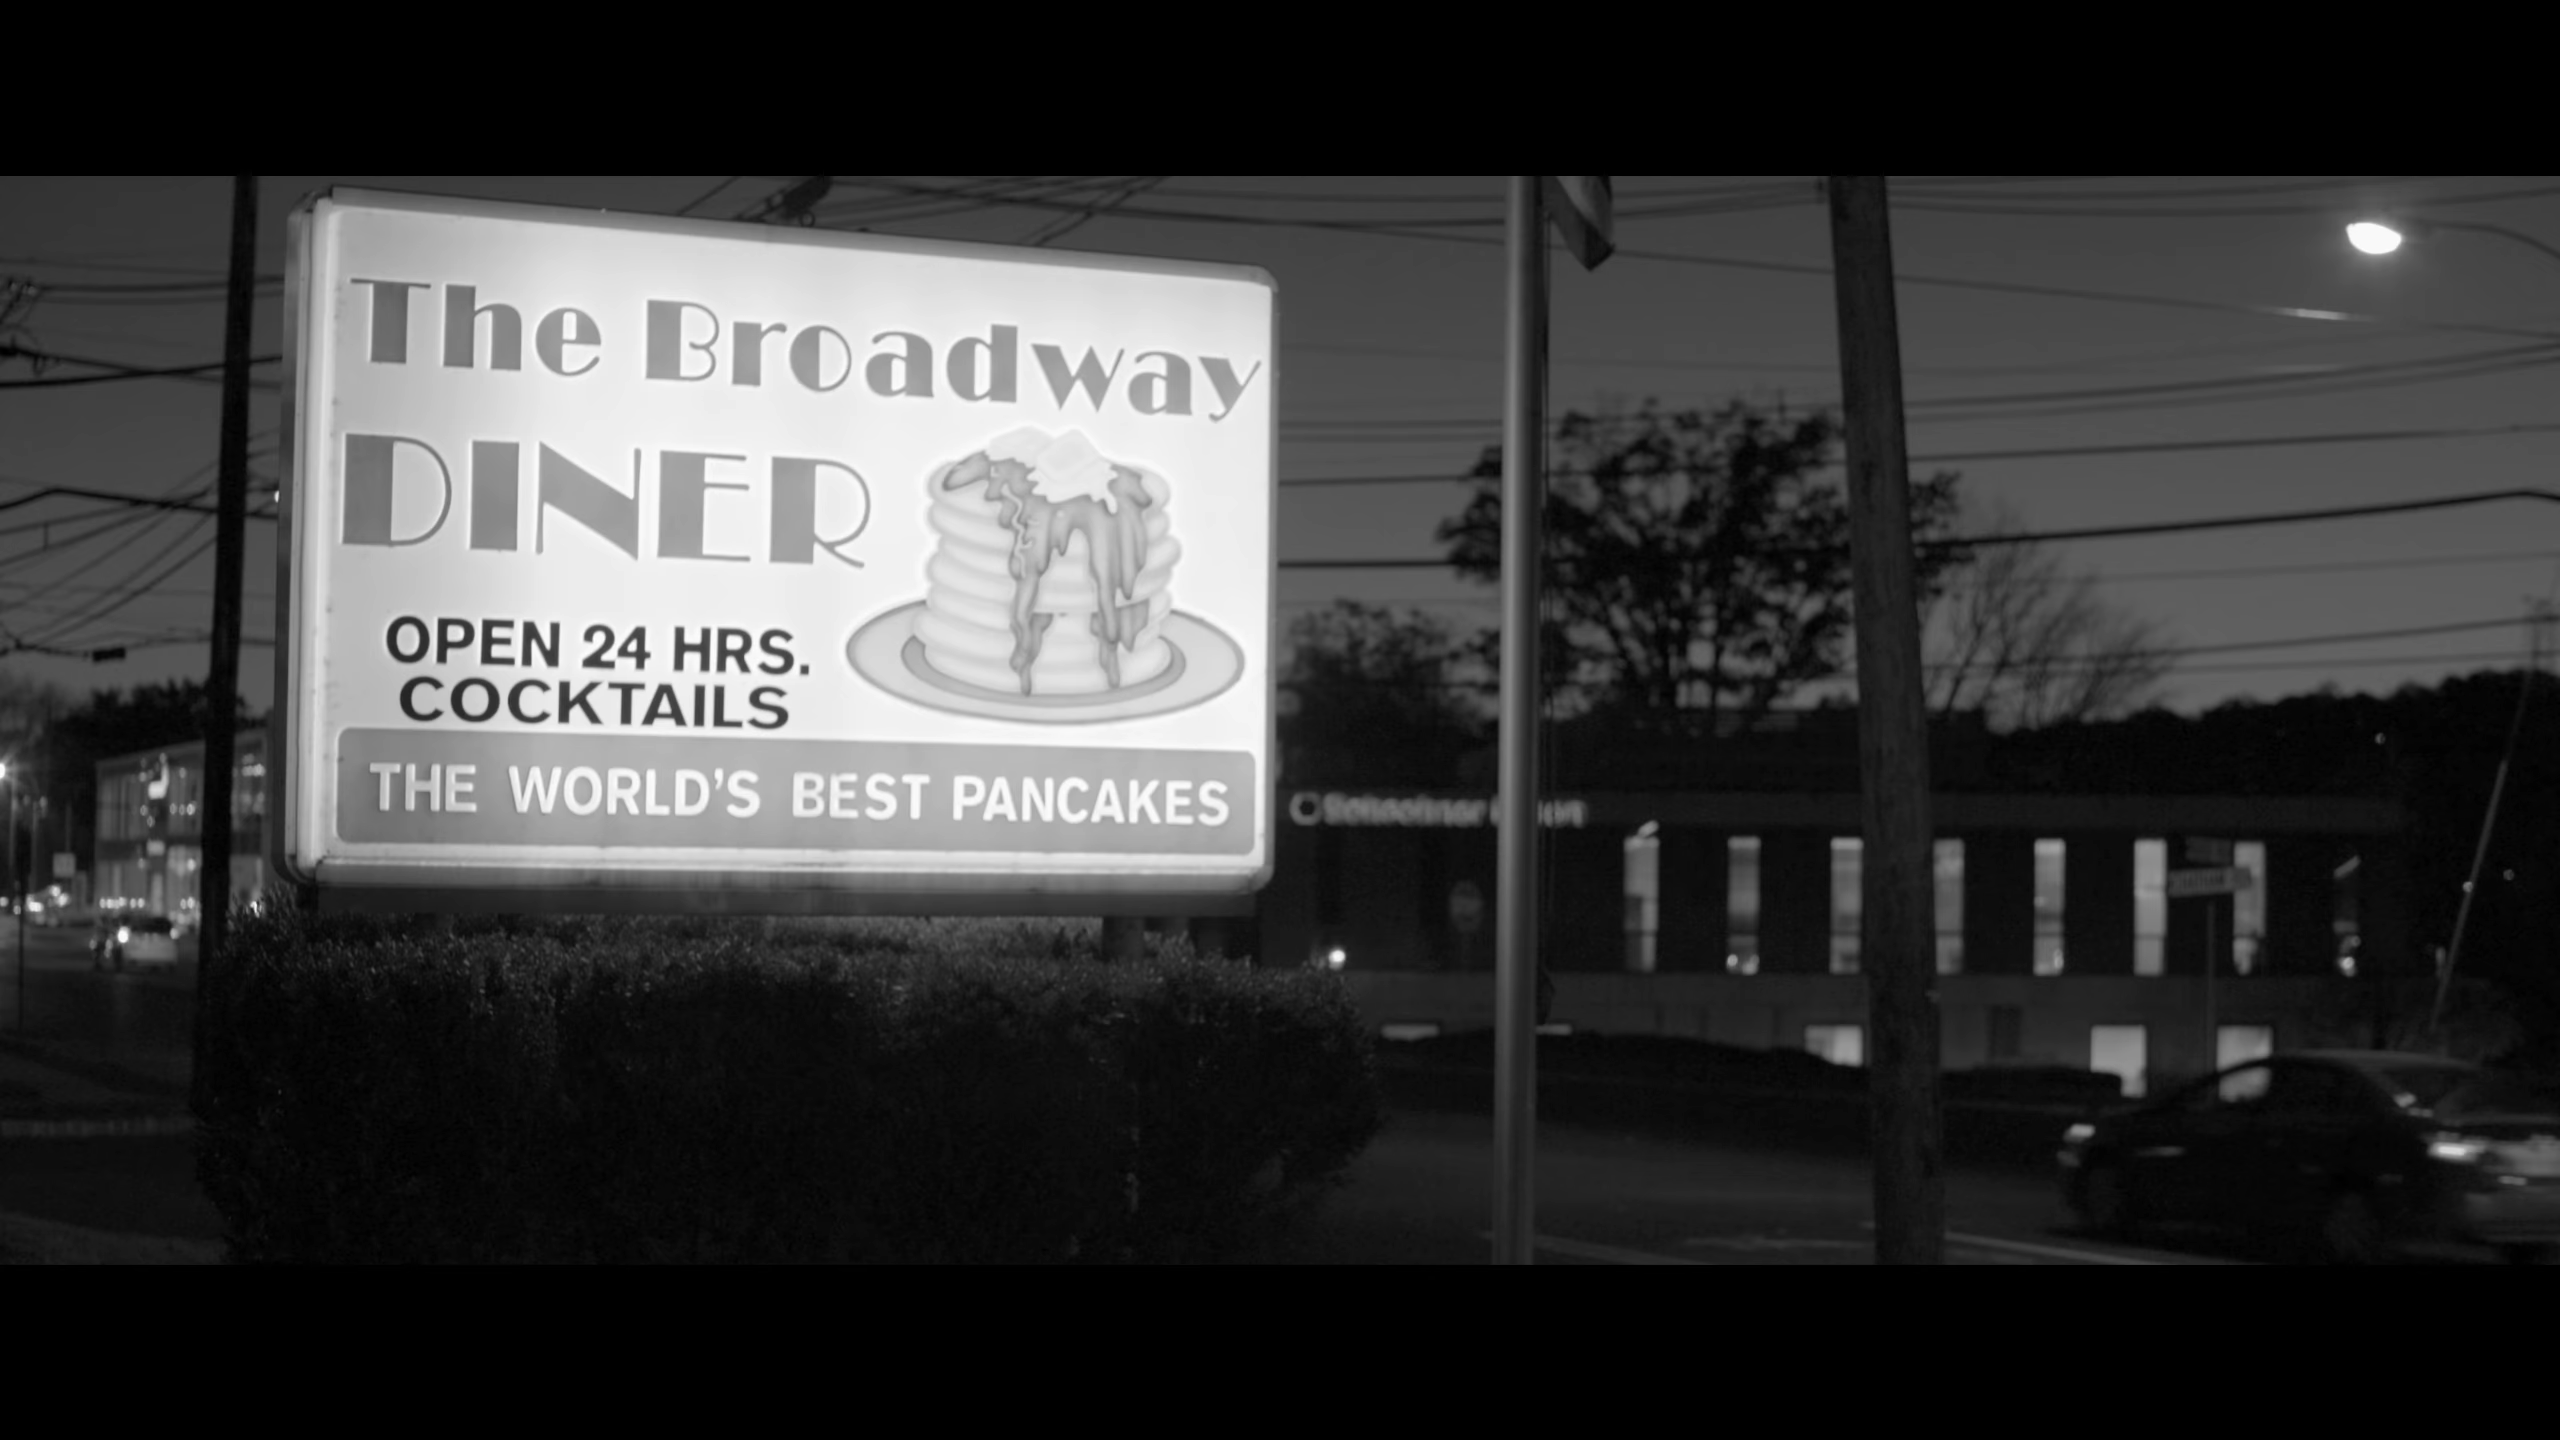 The Broadway
DINER
OPEN 24 HRS.
COCKTAILS
THE WORLD'S BEST PANCAKES